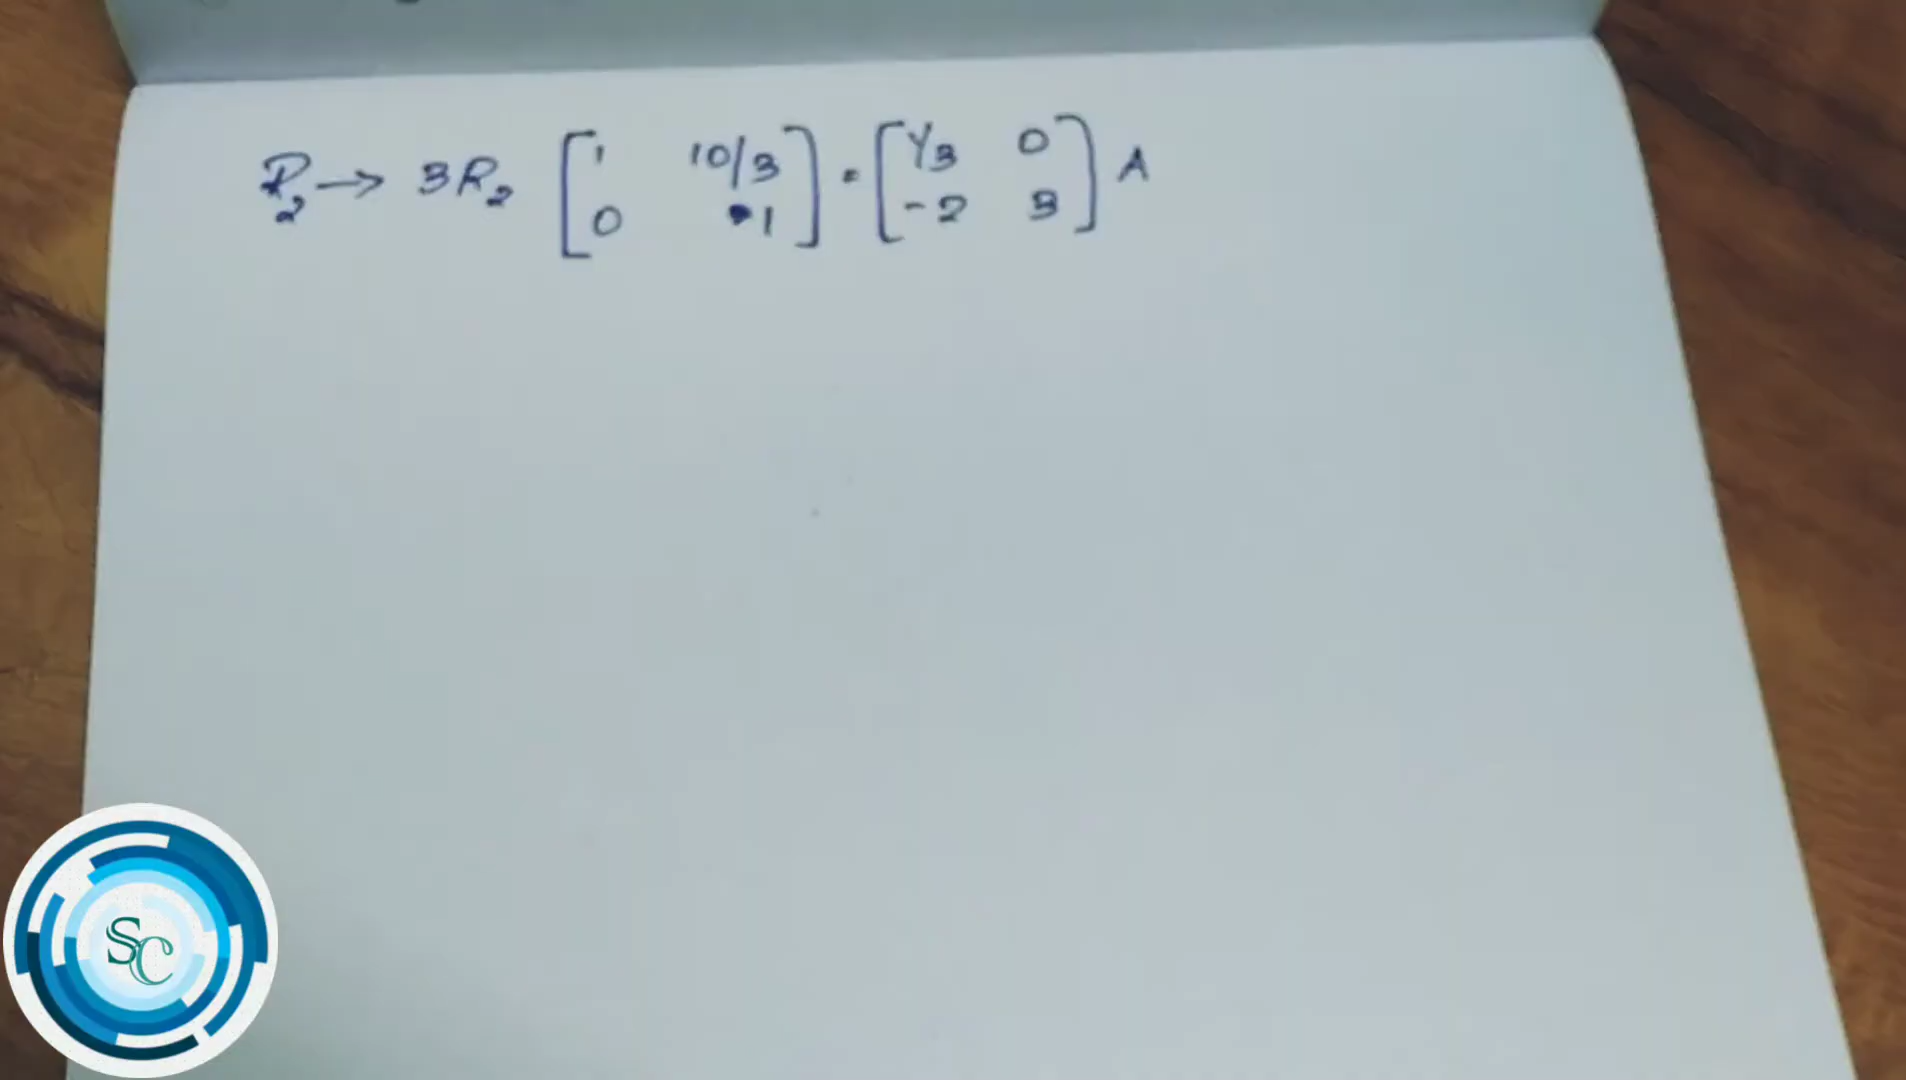 R₂ → 3R₂ [1 10/3; 0 1] = [1/3 0; -2 3] A
SC